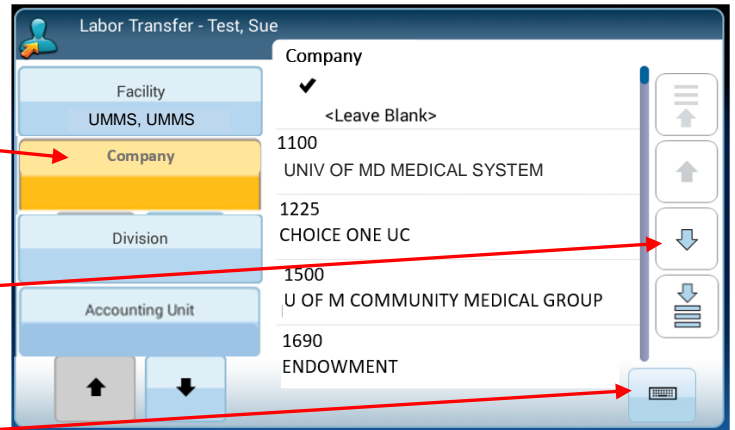 Labor Transfer - Test, Sue
Facility
UMMS, UMMS
Company
Division
Accounting Unit
Company
<Leave Blank>
1100
UNIV OF MD MEDICAL SYSTEM
1225
CHOICE ONE UC
1500
U OF M COMMUNITY MEDICAL GROUP
1690
ENDOWMENT